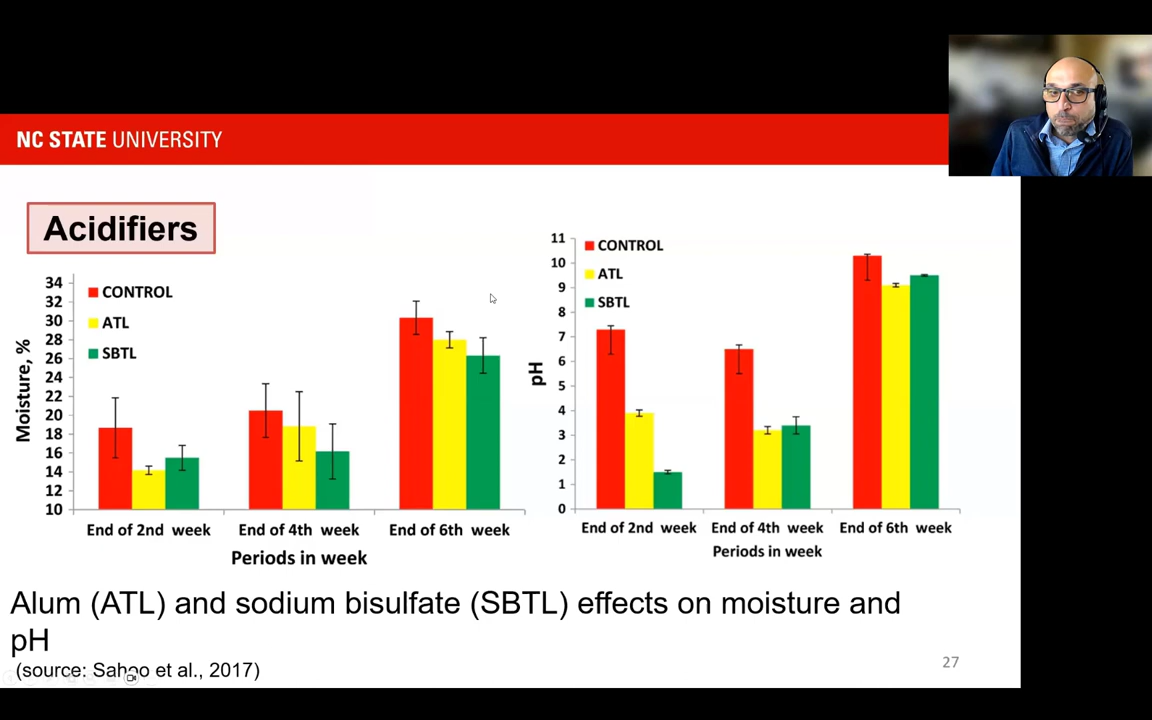 NC STATE UNIVERSITY
Acidifiers
34
32
30
28
26
24
22
20
18
16
14
12
10
Moisture, %
CONTROL
ATL
SBTL
End of 2nd week
End of 4th week
End of 6th week
Periods in week
11
10
9
8
7
6
5
4
3
2
1
0
pH
CONTROL
ATL
SBTL
End of 2nd week
End of 4th week
End of 6th week
Periods in week
Alum (ATL) and sodium bisulfate (SBTL) effects on moisture and
pH
(source: Sahoo et al., 2017)
27